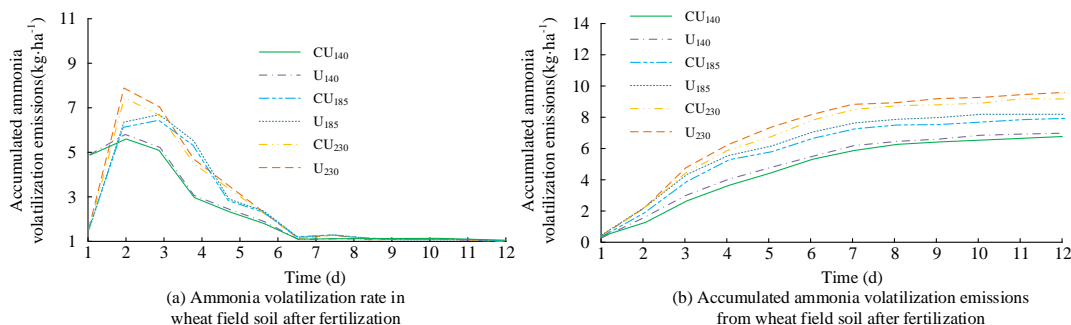 Accumulated ammonia
volatilization emissions(kg·ha⁻¹)
11
9
7
5
3
1
1 2 3 4 5 6 7 8 9 10 11 12
Time (d)
CU₁₄₀
U₁₄₀
CU₁₈₅
U₁₈₅
CU₂₃₀
U₂₃₀
(a) Ammonia volatilization rate in
wheat field soil after fertilization
Accumulated ammonia
volatilization emissions(kg·ha⁻¹)
14
12
10
8
6
4
2
0
1 2 3 4 5 6 7 8 9 10 11 12
Time (d)
CU₁₄₀
U₁₄₀
CU₁₈₅
U₁₈₅
CU₂₃₀
U₂₃₀
(b) Accumulated ammonia volatilization emissions
from wheat field soil after fertilization